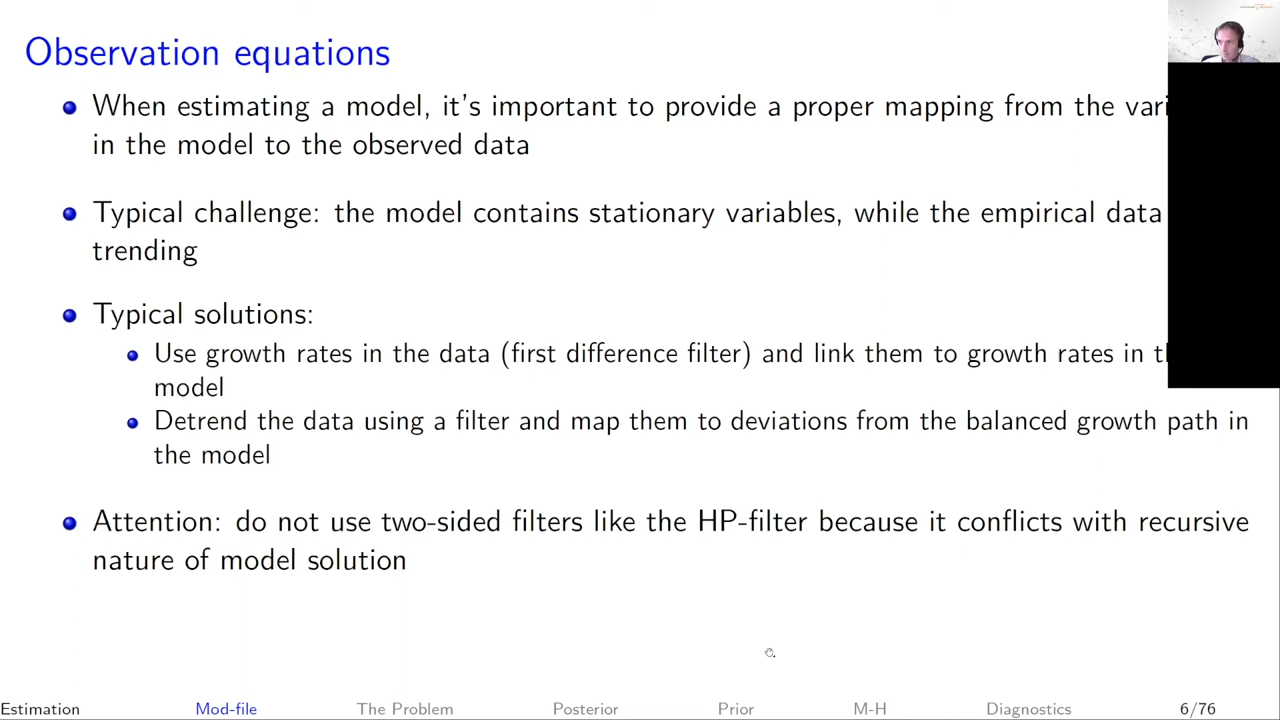 Observation equations
When estimating a model, it's important to provide a proper mapping from the
in the model to the observed data
Typical challenge: the model contains stationary variables, while the empirical data
trending
Typical solutions:
Use growth rates in the data (first difference filter) and link them to growth rates in
model
Detrend the data using a filter and map them to deviations from the balanced growth path in
the model
Attention: do not use two-sided filters like the HP-filter because it conflicts with recursive
nature of model solution
Estimation Mod-file The Problem Posterior Prior M-H Diagnostics 6/76